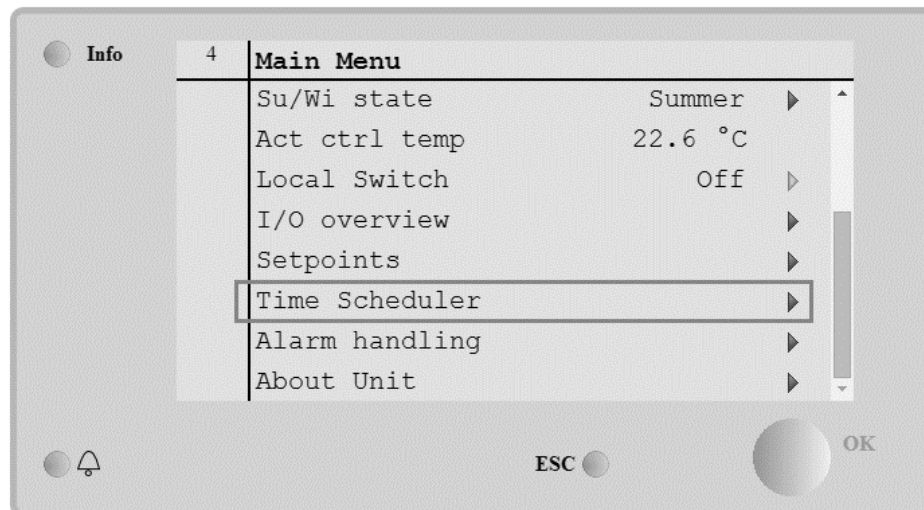 Info
4 Main Menu
Su/Wi state Summer
Act ctrl temp 22.6 °C
Local Switch Off
I/O overview
Setpoints
Time Scheduler
Alarm handling
About Unit
ESC
OK